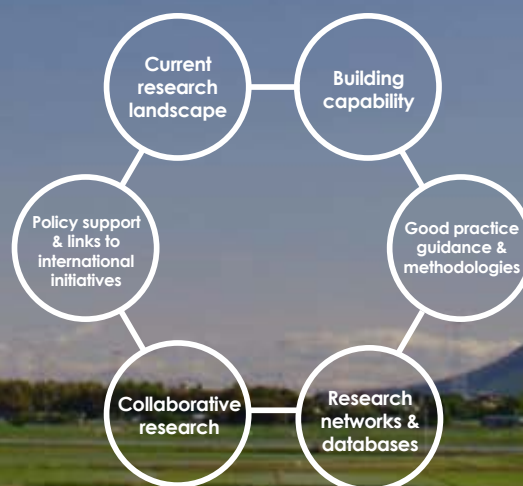 Current
research
landscape
Building
capability
Policy support
& links to
international
initiatives
Good practice
guidance &
methodologies
Collaborative
research
Research
networks &
databases